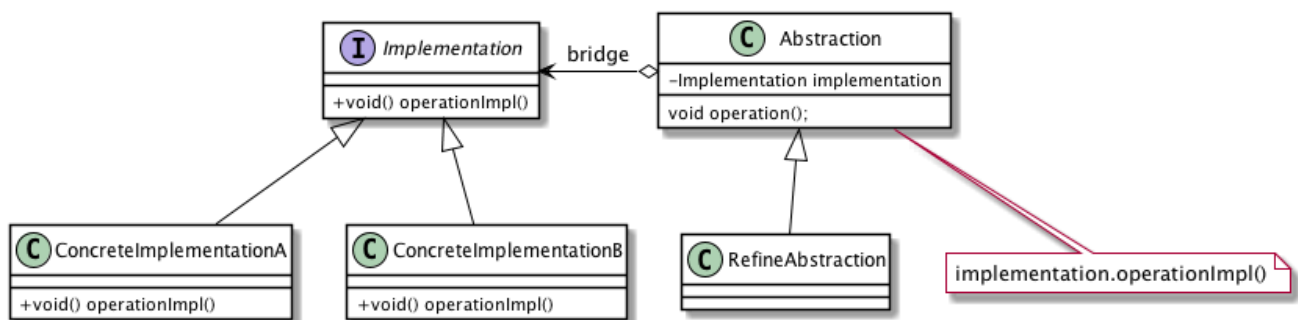 I Implementation
+void() operationImpl()
bridge
C Abstraction
-Implementation implementation
void operation();
C ConcreteImplementationA
+void() operationImpl()
C ConcreteImplementationB
+void() operationImpl()
C RefineAbstraction
implementation.operationImpl()